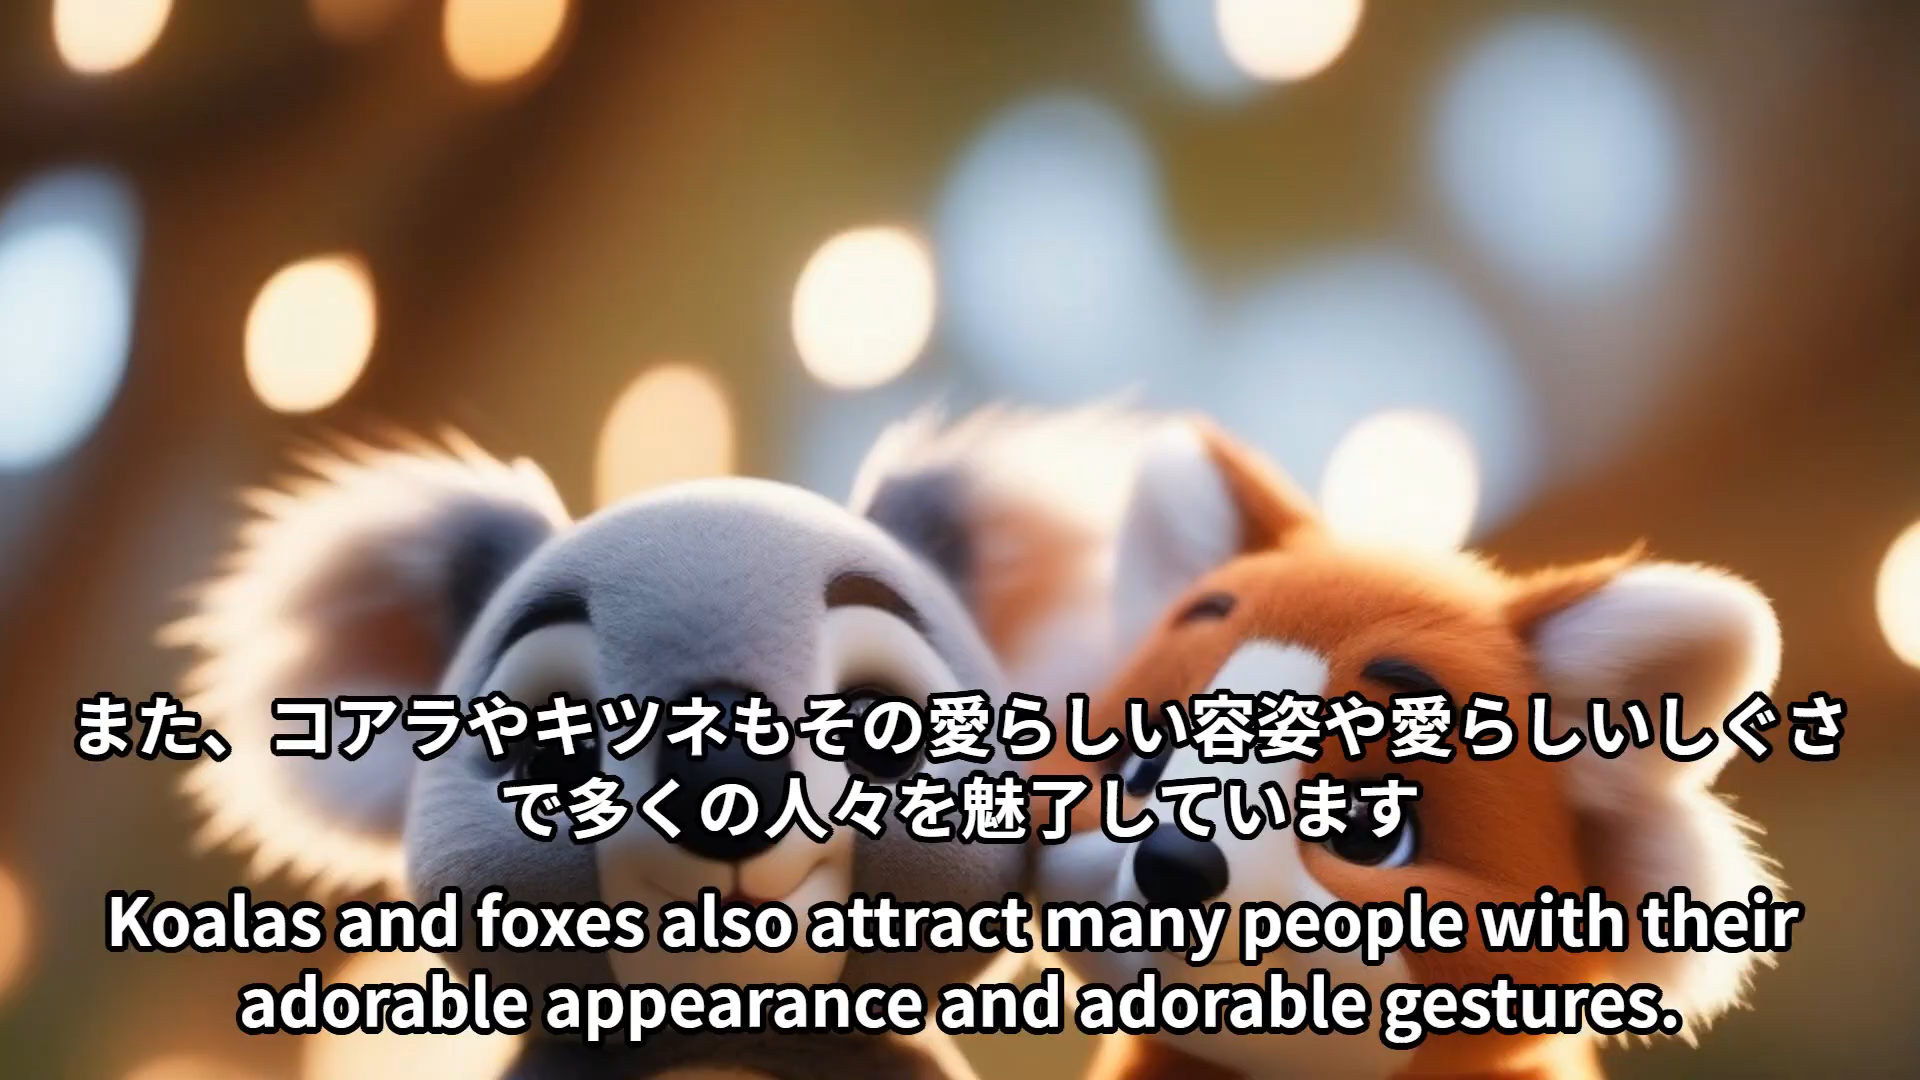 また、コアラやキツネもその愛らしい容姿や愛らしいしぐさ
で多くの人々を魅了しています
Koalas and foxes also attract many people with their
adorable appearance and adorable gestures.